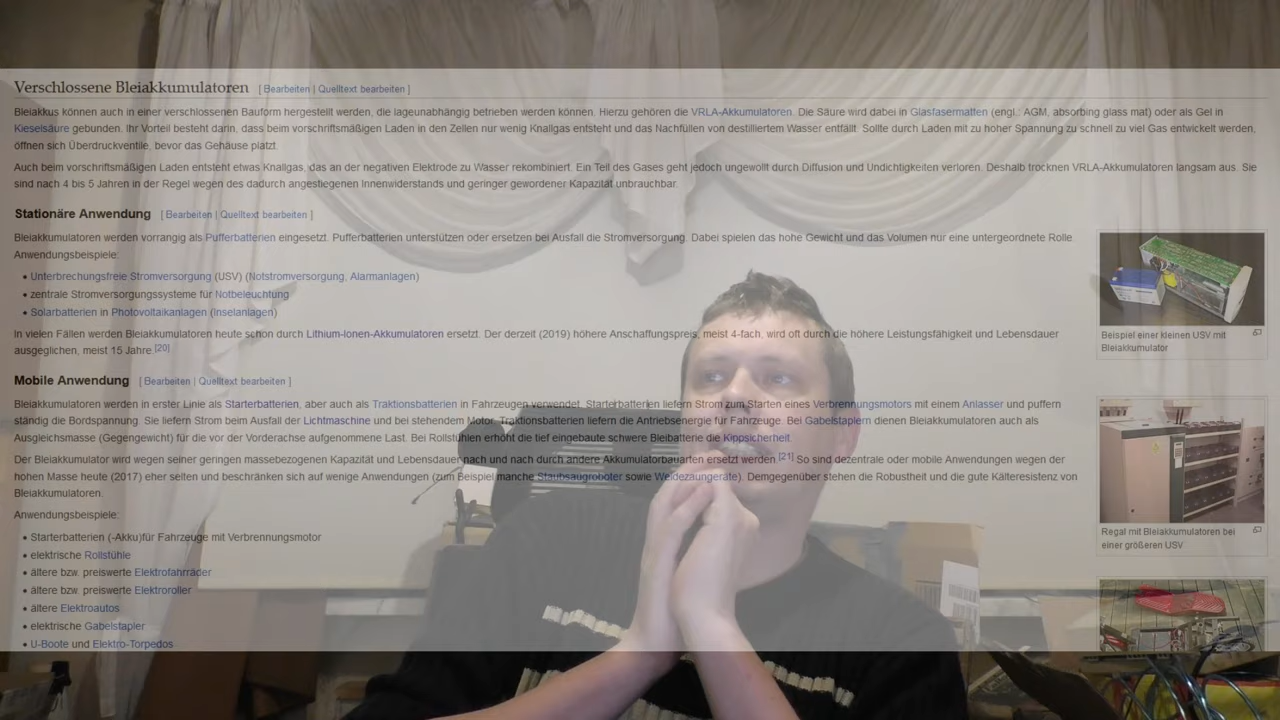 Verschlossene Bleiakkumulatoren [ Bearbeiten | Quelltext bearbeiten ]
Bleiakkus können auch in einer verschlossenen Bauform hergestellt werden, die lageunabhängig betrieben werden können. Hierzu gehören die VRLA-Akkumulatoren. Die Säure wird dabei in Glasfasermatten (engl.: AGM, absorbing glass mat) oder als Gel in
Kieselsäure gebunden. Ihr Vorteil besteht darin, dass beim vorschriftsmäßigen Laden in den Zellen nur wenig Knallgas entsteht und das Nachfüllen von destilliertem Wasser entfällt. Sollte durch Laden mit zu hoher Spannung zu schnell zu viel Gas entwickelt werden,
öffnen sich Überdruckventile, bevor das Gehäuse platzt.
Auch beim vorschriftsmäßigen Laden entsteht etwas Knallgas, das an der negativen Elektrode zu Wasser rekombiniert. Ein Teil des Gases geht jedoch ungewollt durch Diffusion und Undichtigkeiten verloren. Deshalb trocknen VRLA-Akkumulatoren langsam aus. Sie
sind nach 4 bis 5 Jahren in der Regel wegen des dadurch angestiegenen Innenwiderstands und geringer gewordener Kapazität unbrauchbar.
Stationäre Anwendung [ Bearbeiten | Quelltext bearbeiten ]
Bleiakkumulatoren werden vorrangig als Pufferbatterien eingesetzt. Pufferbatterien unterstützen oder ersetzen bei Ausfall die Stromversorgung. Dabei spielen das hohe Gewicht und das Volumen nur eine untergeordnete Rolle.
Anwendungsbeispiele:
• Unterbrechungsfreie Stromversorgung (USV) (Notstromversorgung, Alarmanlagen)
• zentrale Stromversorgungssysteme für Notbeleuchtung
• Solarbatterien in Photovoltaikanlagen (Inselanlagen)
In vielen Fällen werden Bleiakkumulatoren heute schon durch Lithium-Ionen-Akkumulatoren ersetzt. Der derzeit (2019) höhere Anschaffungspreis, meist 4-fach, wird oft durch die höhere Leistungsfähigkeit und Lebensdauer
ausgeglichen, meist 15 Jahre.[20]
Beispiel einer kleinen USV mit
Bleiakkumulator
Mobile Anwendung [ Bearbeiten | Quelltext bearbeiten ]
Bleiakkumulatoren werden in erster Linie als Starterbatterien, aber auch als Traktionsbatterien in Fahrzeugen verwendet. Starterbatterien liefern Strom zum Starten eines Verbrennungsmotors mit einem Anlasser und puffern
ständig die Bordspannung. Sie liefern Strom beim Ausfall der Lichtmaschine und bei stehendem Motor. Traktionsbatterien liefern die Antriebsenergie für Fahrzeuge. Bei Gabelstaplern dienen Bleiakkumulatoren auch als
Ausgleichsmasse (Gegengewicht) für die vor der Vorderachse aufgenommene Last. Bei Rollstühlen erhöht die tief eingebaute schwere Bleibatterie die Kippsicherheit.
Der Bleiakkumulator wird wegen seiner geringen massebezogenen Kapazität und Lebensdauer nach und nach durch andere Akkumulatorbauarten ersetzt werden.[21] So sind dezentrale oder mobile Anwendungen wegen der
hohen Masse heute (2017) eher selten und beschränken sich auf wenige Anwendungen (zum Beispiel manche Staubsaugroboter sowie Weidezaungeräte). Demgegenüber stehen die Robustheit und die gute Kälteresistenz von
Bleiakkumulatoren.
Anwendungsbeispiele:
• Starterbatterien (-Akku)für Fahrzeuge mit Verbrennungsmotor
• elektrische Rollstühle
• ältere bzw. preiswerte Elektrofahrräder
• ältere bzw. preiswerte Elektroroller
• ältere Elektroautos
• elektrische Gabelstapler
• U-Boote und Elektro-Torpedos
Regal mit Bleiakkumulatoren bei
einer größeren USV